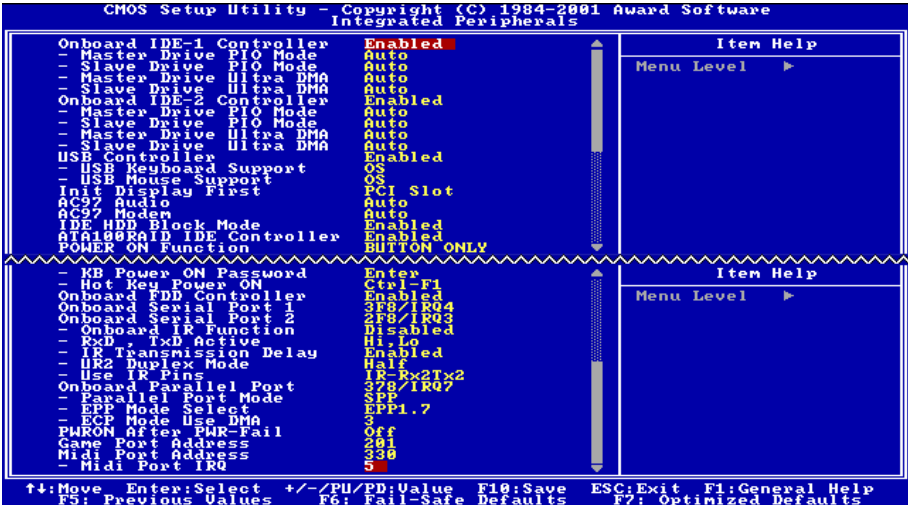 CMOS Setup Utility - Copyright (C) 1984-2001 Award Software
Integrated Peripherals
Onboard IDE-1 Controller Enabled
- Master Drive PIO Mode Auto
- Slave Drive PIO Mode Auto
- Master Drive Ultra DMA Auto
- Slave Drive Ultra DMA Auto
Onboard IDE-2 Controller Enabled
- Master Drive PIO Mode Auto
- Slave Drive PIO Mode Auto
- Master Drive Ultra DMA Auto
- Slave Drive Ultra DMA Auto
USB Controller Enabled
- USB Keyboard Support OS
- USB Mouse Support OS
Init Display First PCI Slot
AC97 Audio Auto
AC97 Modem Auto
IDE HDD Block Mode Enabled
ATA100RAID IDE Controller Enabled
POWER ON Function BUTTON ONLY
Item Help
Menu Level ►
- KB Power ON Password Enter
- Hot Key Power ON Ctrl-F1
Onboard FDD Controller Enabled
Onboard Serial Port 1 3F8/IRQ4
Onboard Serial Port 2 2F8/IRQ3
- Onboard IR Function Disabled
- RxD , TxD Active Hi,Lo
- IR Transmission Delay Enabled
- UR2 Duplex Mode Half
- Use IR Pins IR-Rx2Tx2
Onboard Parallel Port 378/IRQ7
- Parallel Port Mode SPP
- EPP Mode Select EPP1.7
- ECP Mode Use DMA 3
PWRON After PWR-Fail Off
Game Port Address 201
Midi Port Address 330
- Midi Port IRQ 5
Item Help
Menu Level ►
↑↓:Move Enter:Select +/-/PU/PD:Value F10:Save ESC:Exit F1:General Help
F5: Previous Values F6: Fail-Safe Defaults F7: Optimized Defaults